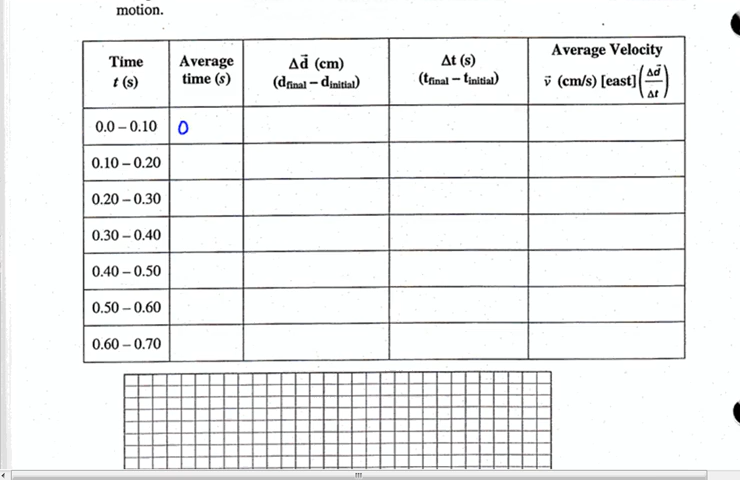 motion.
Time Average Δd⃗ (cm) Δt (s) Average Velocity
t (s) time (s) (dfinal – dinitial) (tfinal – tinitial) v⃗ (cm/s) [east] (Δd⃗/Δt)
0.0 – 0.10 0
0.10 – 0.20
0.20 – 0.30
0.30 – 0.40
0.40 – 0.50
0.50 – 0.60
0.60 – 0.70